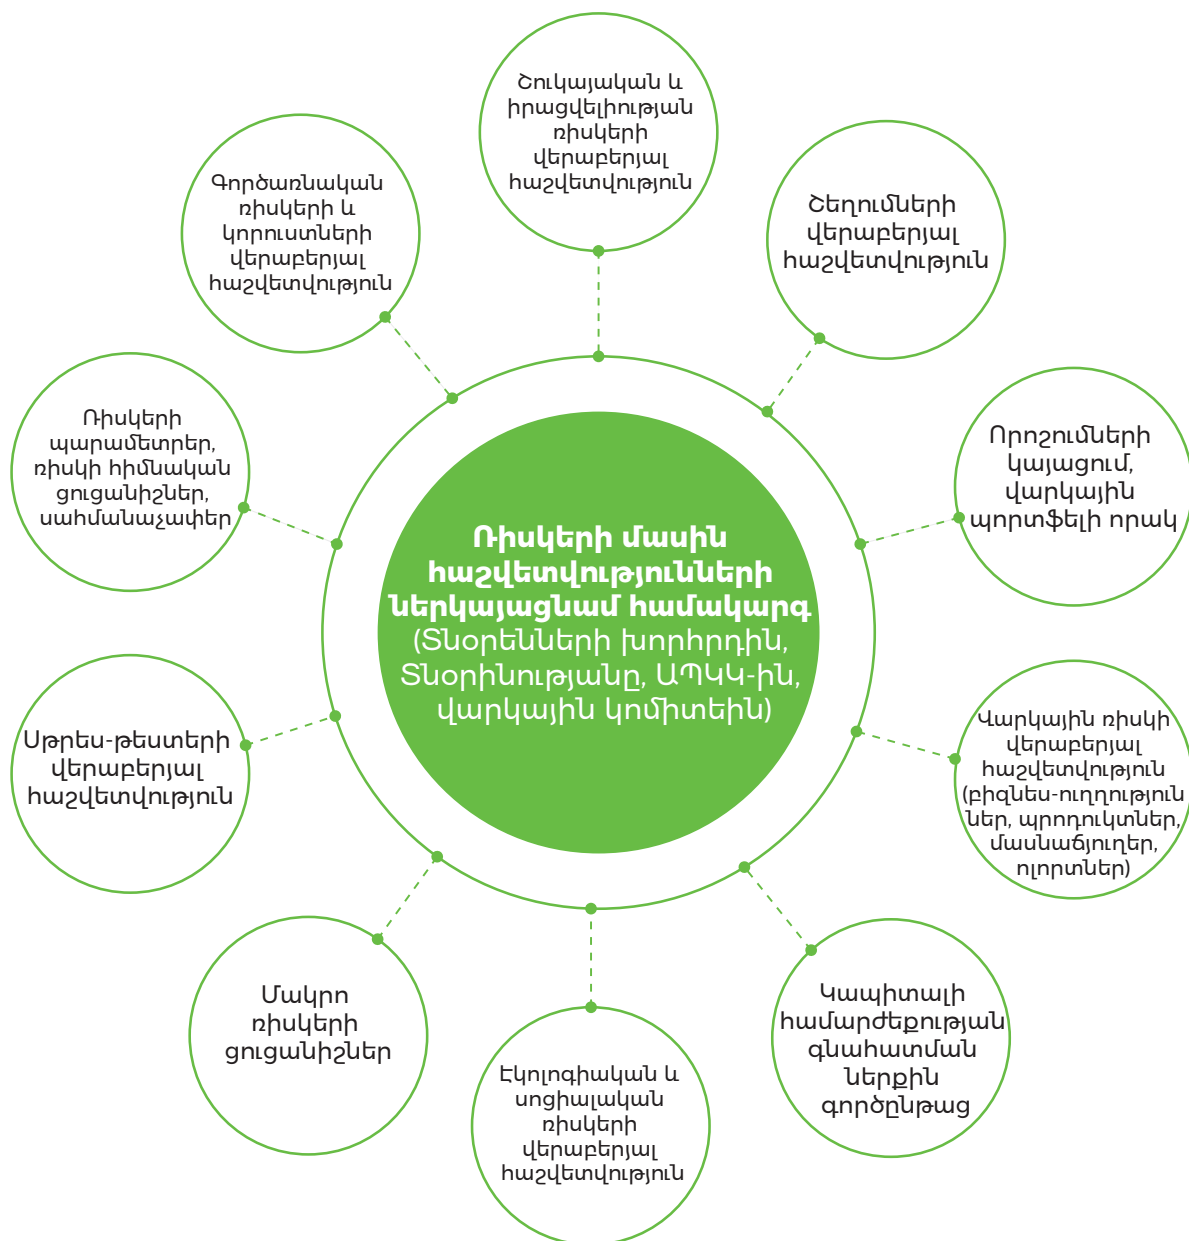 Շուկայական և
իրացվելիության
ռիսկերի
վերաբերյալ
հաշվետվություն
Շեղումների
վերաբերյալ
հաշվետվություն
Որոշումների
կայացում,
վարկային
պորտֆելի որակ
Վարկային ռիսկի
վերաբերյալ
հաշվետվություն
(բիզնես-ուղղություն
ներ, պրոդուկտներ,
մասնաճյուղեր,
ոլորտներ)
Կապիտալի
համարժեքության
գնահատման
ներքին
գործընթաց
Էկոլոգիական և
սոցիալական
ռիսկերի
վերաբերյալ
հաշվետվություն
Մակրո
ռիսկերի
ցուցանիշներ
Սթրես-թեստերի
վերաբերյալ
հաշվետվություն
Ռիսկերի
պարամետրեր,
ռիսկի հիմնական
ցուցանիշներ,
սահմանաչափեր
Գործառնական
ռիսկերի և
կորուստների
վերաբերյալ
հաշվետվություն
Ռիսկերի մասին
հաշվետվությունների
ներկայացնամ համակարգ
(Տնօրենների խորհրդին,
Տնօրինությանը, ԱՊԿԿ-ին,
վարկային կոմիտեին)